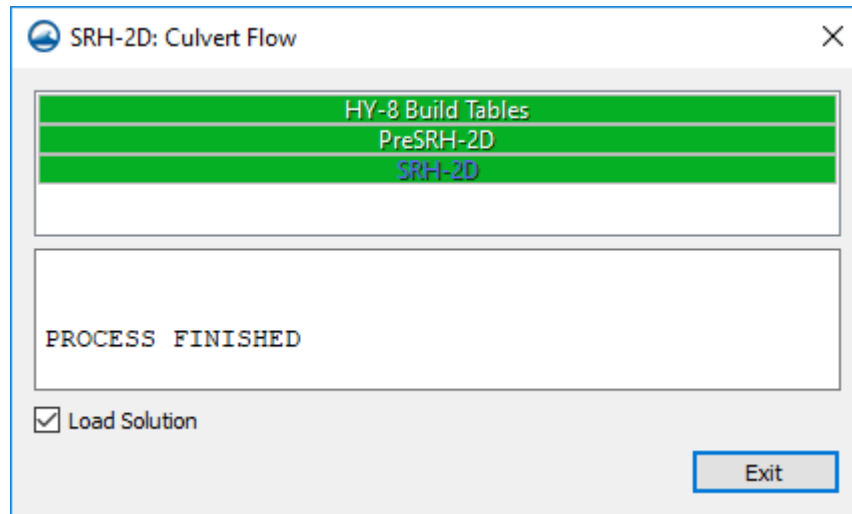 SRH-2D: Culvert Flow
HY-8 Build Tables
PreSRH-2D
SRH-2D
PROCESS FINISHED
Load Solution
Exit